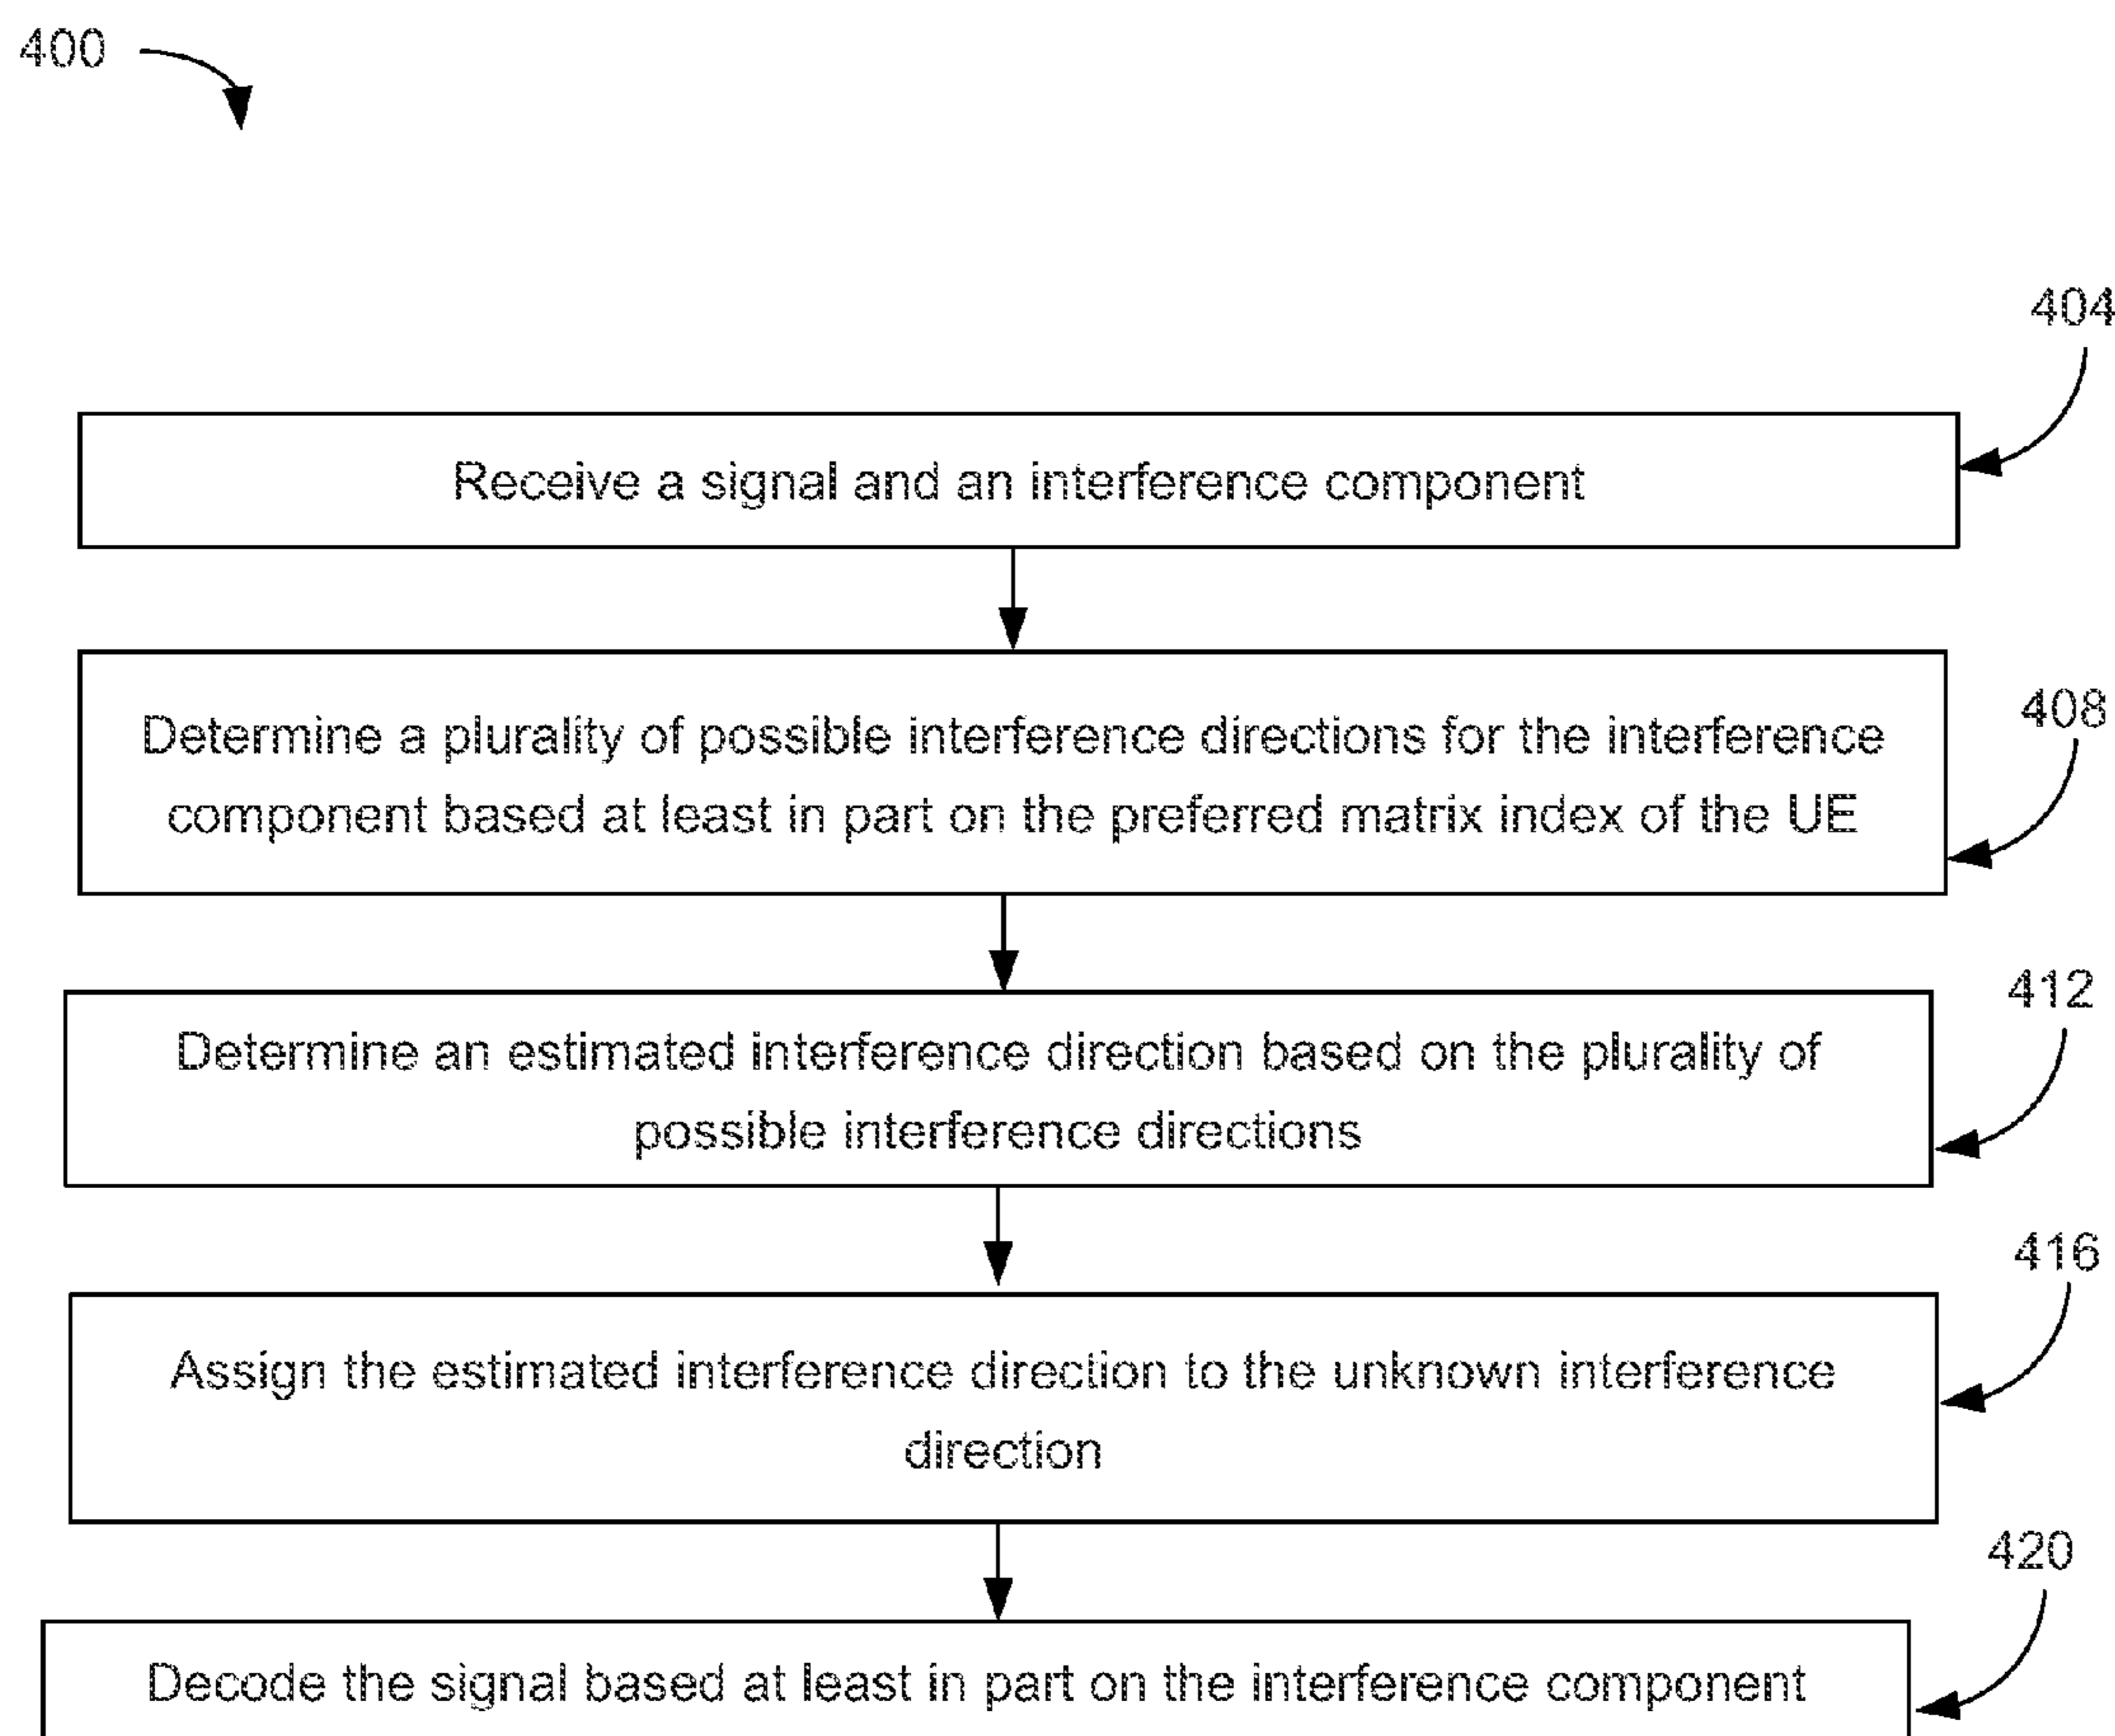 400
404
Receive a signal and an interference component
408
Determine a plurality of possible interference directions for the interference
component based at least in part on the preferred matrix index of the UE
412
Determine an estimated interference direction based on the plurality of
possible interference directions
416
Assign the estimated interference direction to the unknown interference
direction
420
Decode the signal based at least in part on the interference component